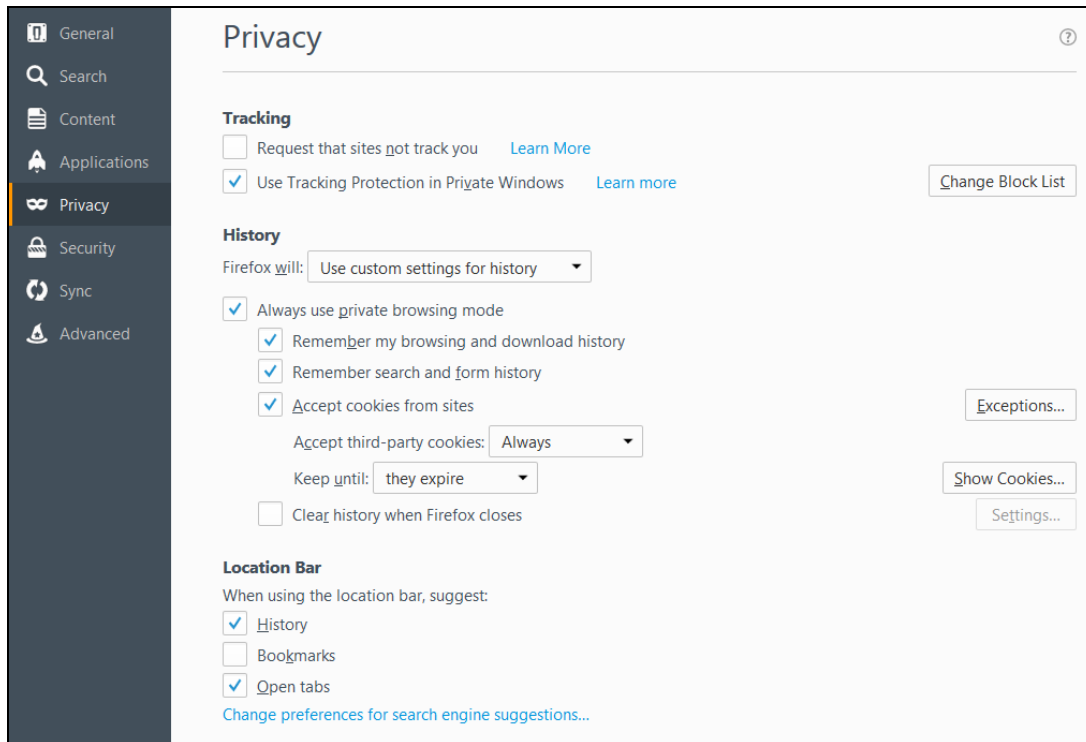 General
Search
Content
Applications
Privacy
Security
Sync
Advanced
Privacy
?
Tracking
Request that sites not track you Learn More
Use Tracking Protection in Private Windows Learn more Change Block List
History
Firefox will: Use custom settings for history
Always use private browsing mode
Remember my browsing and download history
Remember search and form history
Accept cookies from sites Exceptions...
Accept third-party cookies: Always
Keep until: they expire Show Cookies...
Clear history when Firefox closes Settings...
Location Bar
When using the location bar, suggest:
History
Bookmarks
Open tabs
Change preferences for search engine suggestions...